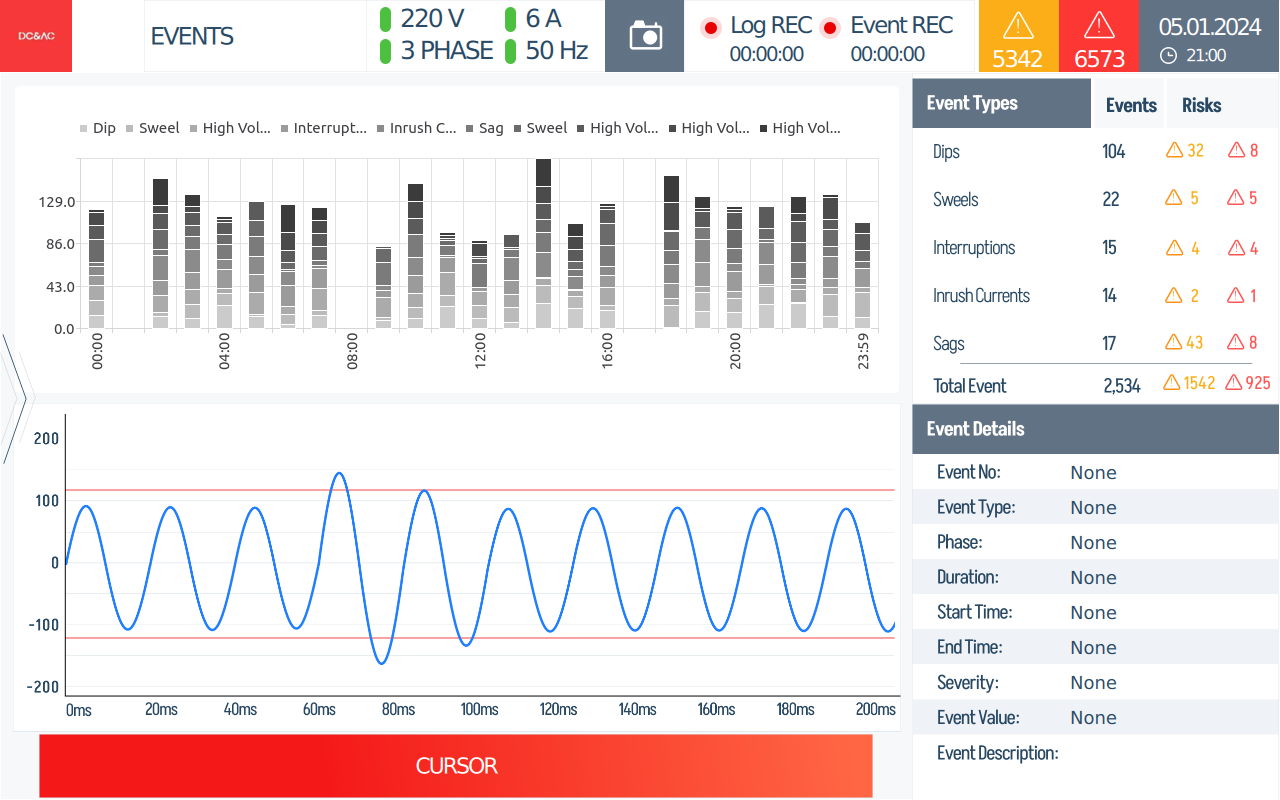 DC&AC
EVENTS
220 V
6 A
3 PHASE
50 Hz
Log REC
Event REC
00:00:00
00:00:00
5342
6573
05.01.2024
21:00
Dip
Sweel
High Vol...
Interrupt...
Inrush C...
Sag
Sweel
High Vol...
High Vol...
High Vol...
129.0
86.0
43.0
0.0
00:00
04:00
08:00
12:00
16:00
20:00
23:59
200
100
0
-100
-200
0ms
20ms
40ms
60ms
80ms
100ms
120ms
140ms
160ms
180ms
200ms
CURSOR
Event Types Events Risks
Dips 104 32 8
Sweels 22 5 5
Interruptions 15 4 4
Inrush Currents 14 2 1
Sags 17 43 8
Total Event 2,534 1542 925
Event Details
Event No: None
Event Type: None
Phase: None
Duration: None
Start Time: None
End Time: None
Severity: None
Event Value: None
Event Description: